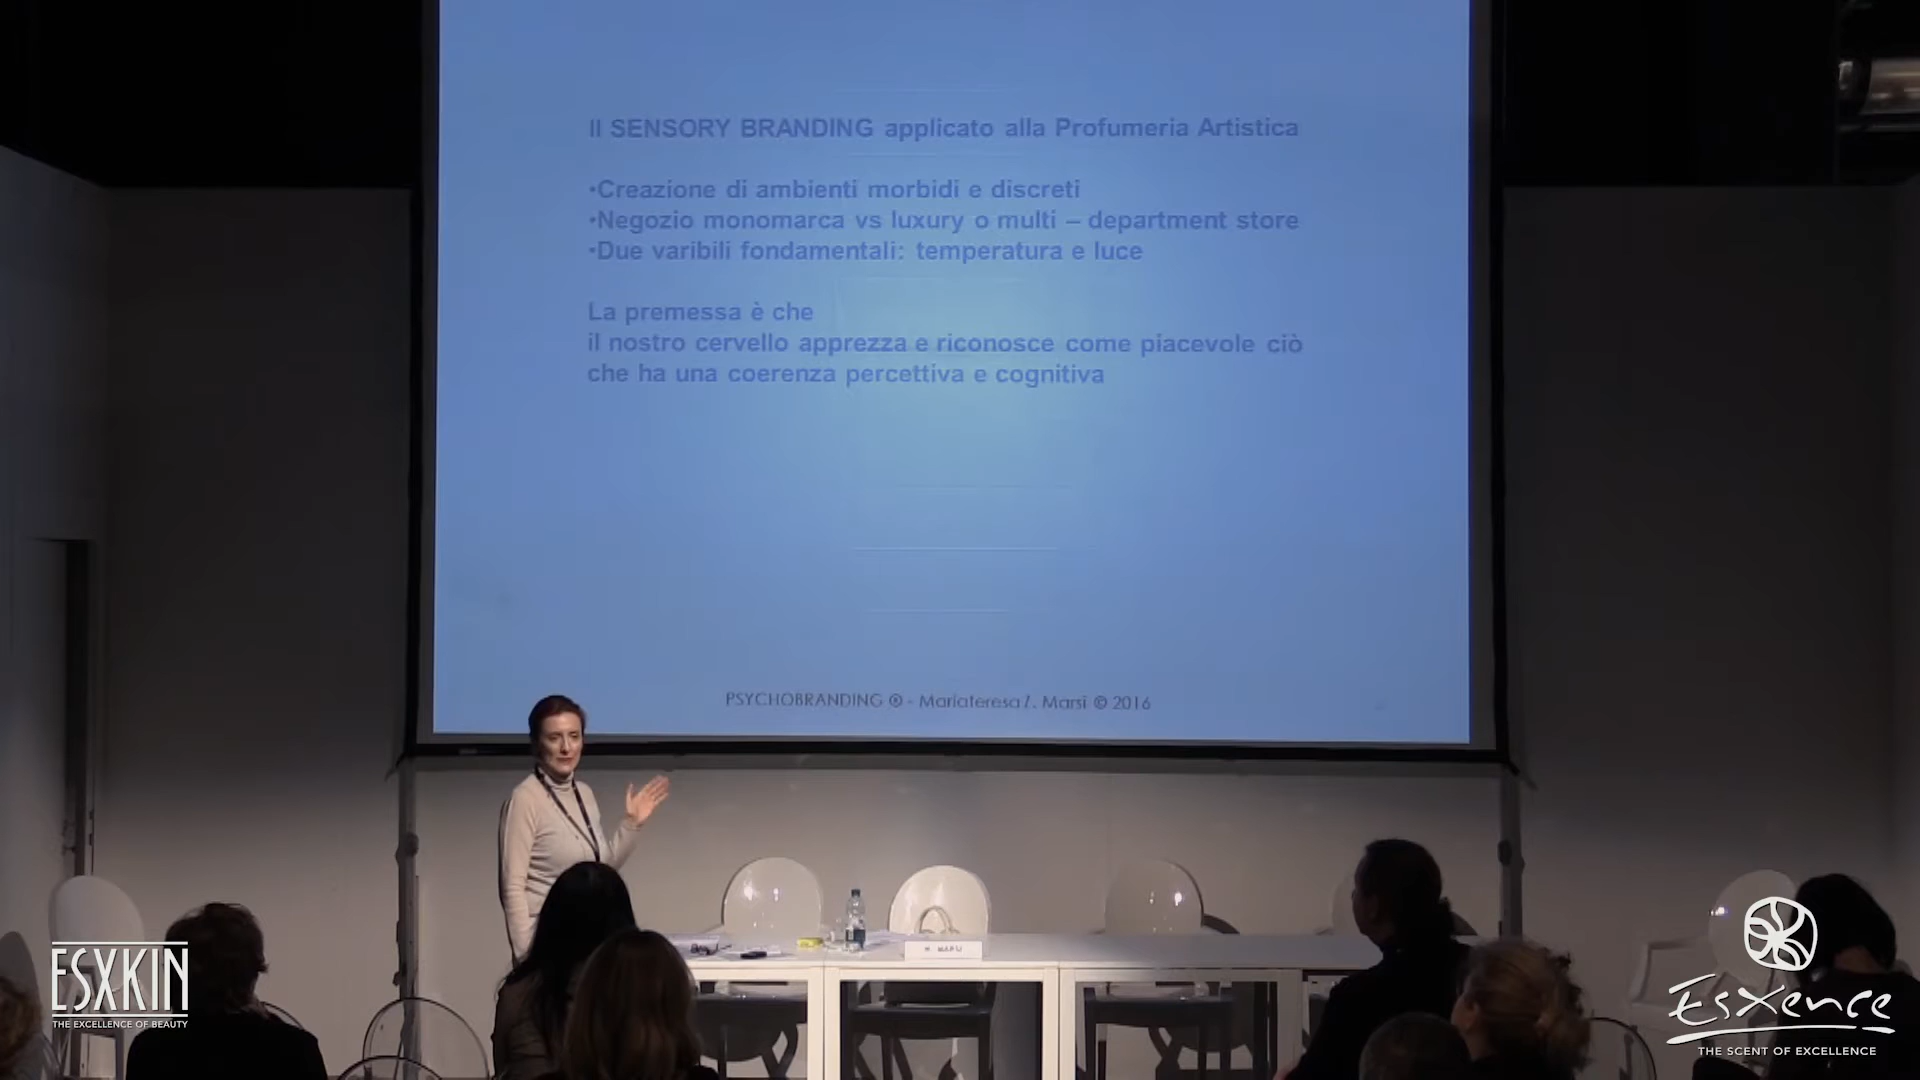 Il SENSORY BRANDING applicato alla Profumeria Artistica
•Creazione di ambienti morbidi e discreti
•Negozio monomarca vs luxury o multi – department store
•Due varibili fondamentali: temperatura e luce
La premessa è che
il nostro cervello apprezza e riconosce come piacevole ciò
che ha una coerenza percettiva e cognitiva
PSYCHOBRANDING ® - Mariateresa Z. Marsi © 2016
ESXKIN
THE EXCELLENCE OF BEAUTY
EsXence
THE SCENT OF EXCELLENCE